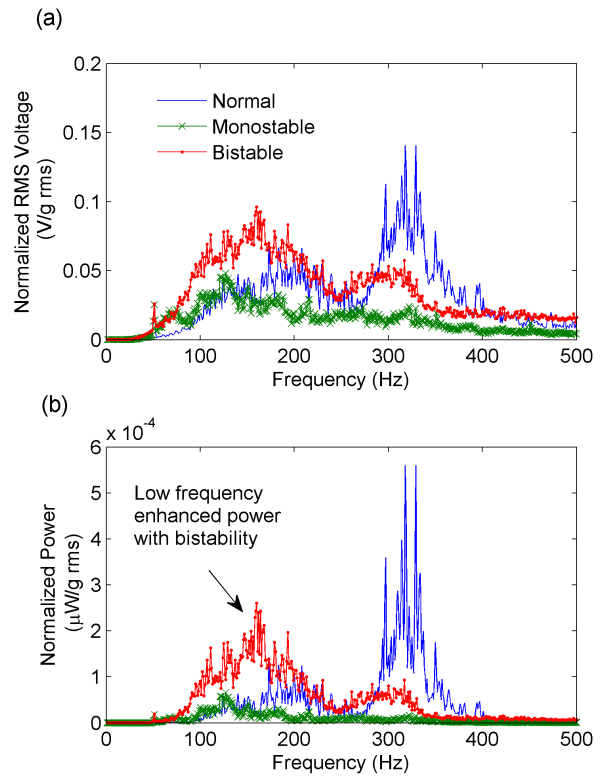 (a)
0.2
0.15
0.1
0.05
0
Normalized RMS Voltage
(V/g rms)
Normal
Monostable
Bistable
0 100 200 300 400 500
Frequency (Hz)
(b)
x 10⁻⁴
6
5
4
3
2
1
0
Normalized Power
(μW/g rms)
Low frequency
enhanced power
with bistability
0 100 200 300 400 500
Frequency (Hz)